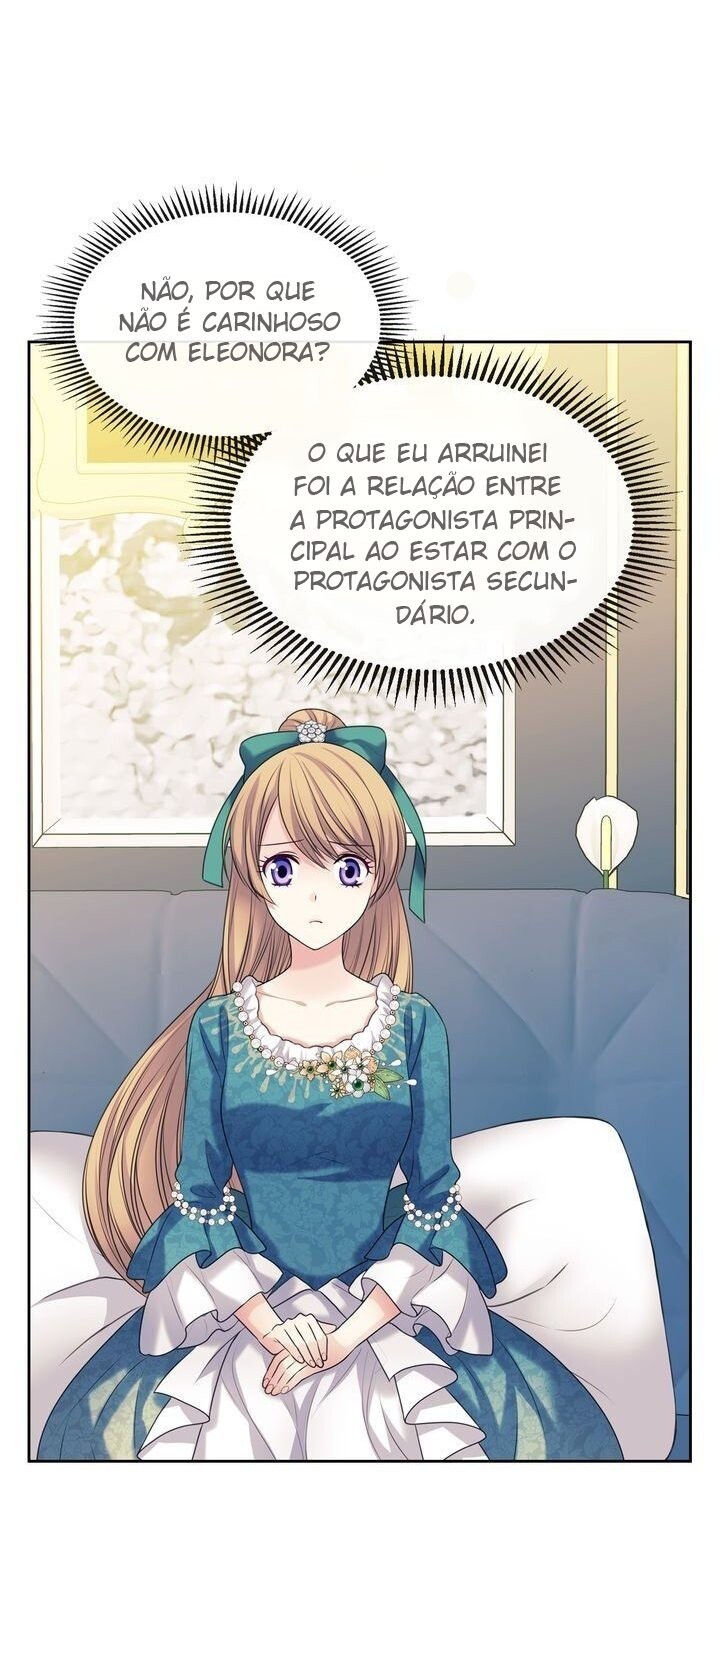 NÃO, POR QUE
NÃO É CARINHOSO
COM ELEONORA?
O QUE EU ARRUINEI
FOI A RELAÇÃO ENTRE
A PROTAGONISTA PRIN-
CIPAL AO ESTAR COM O
PROTAGONISTA SECUN-
DÁRIO.